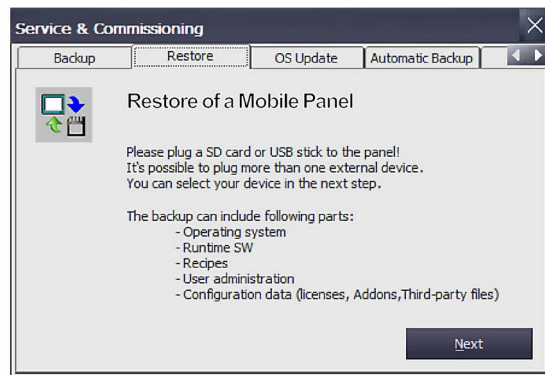 Service & Commissioning
Backup
Restore
OS Update
Automatic Backup
Restore of a Mobile Panel
Please plug a SD card or USB stick to the panel!
It's possible to plug more than one external device.
You can select your device in the next step.
The backup can include following parts:
- Operating system
- Runtime SW
- Recipes
- User administration
- Configuration data (licenses, Addons,Third-party files)
Next